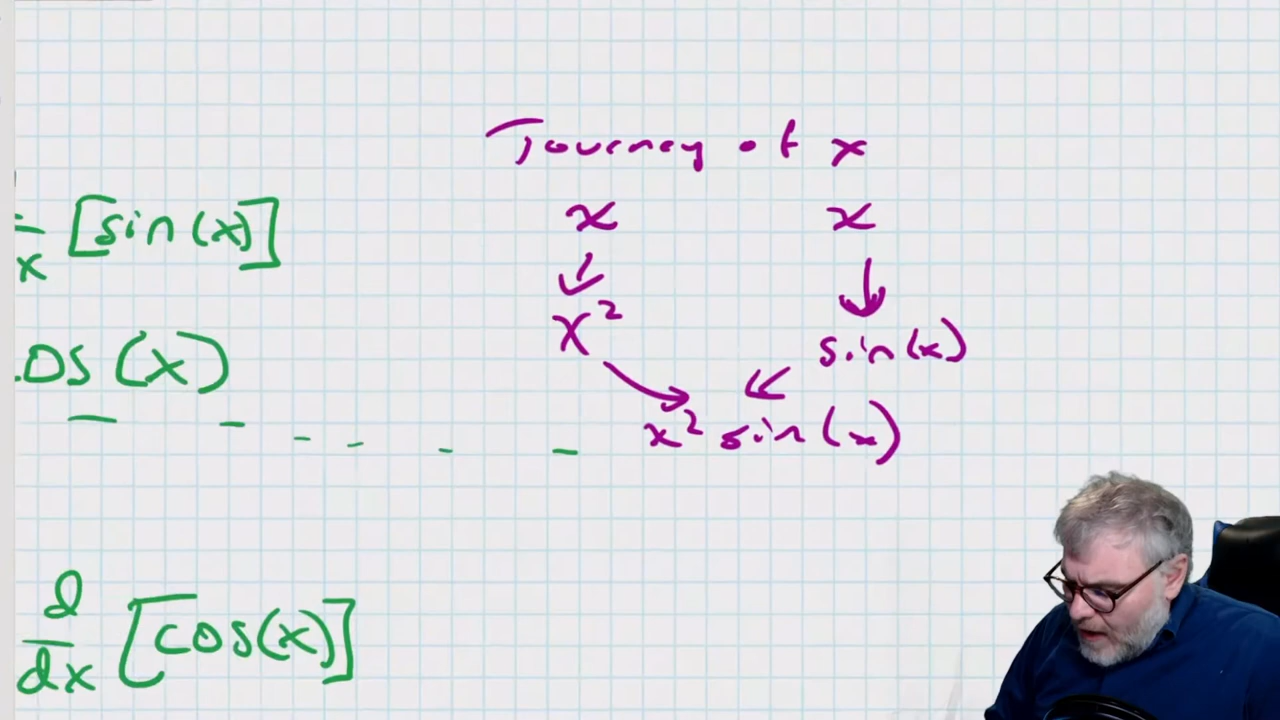 Journey of x
x x
[sin(x)]
x
x² sin(x)
os (x)
x² sin(x)
d/dx [cos(x)]